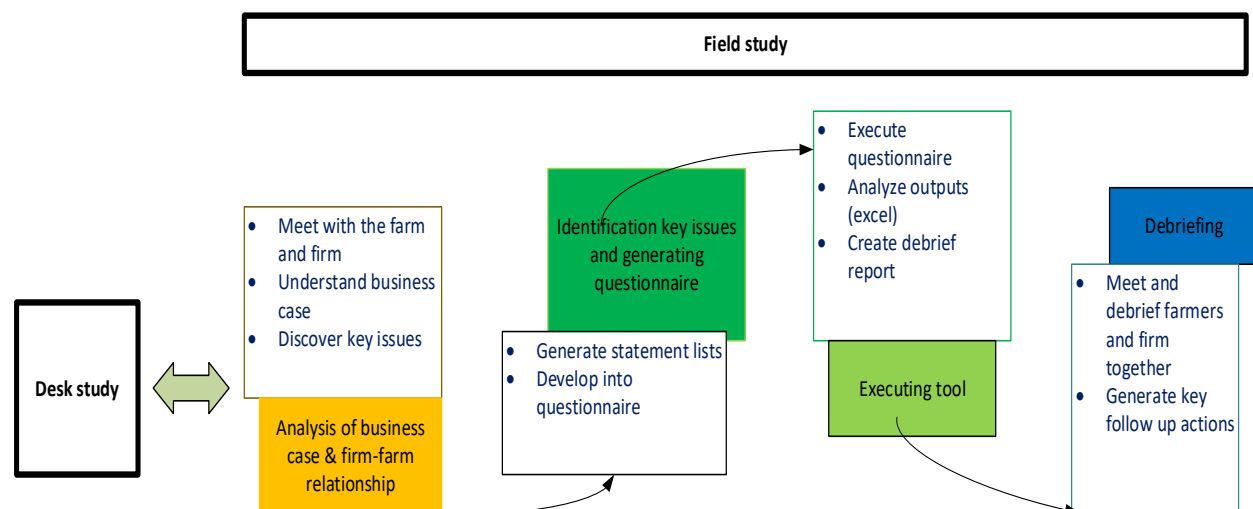 Field study
Desk study
• Meet with the farm
and firm
• Understand business
case
• Discover key issues
Analysis of business
case & firm-farm
relationship
Identification key issues
and generating
questionnaire
• Generate statement lists
• Develop into
questionnaire
• Execute
questionnaire
• Analyze outputs
(excel)
• Create debrief
report
Executing tool
Debriefing
• Meet and
debrief farmers
and firm
together
• Generate key
follow up actions